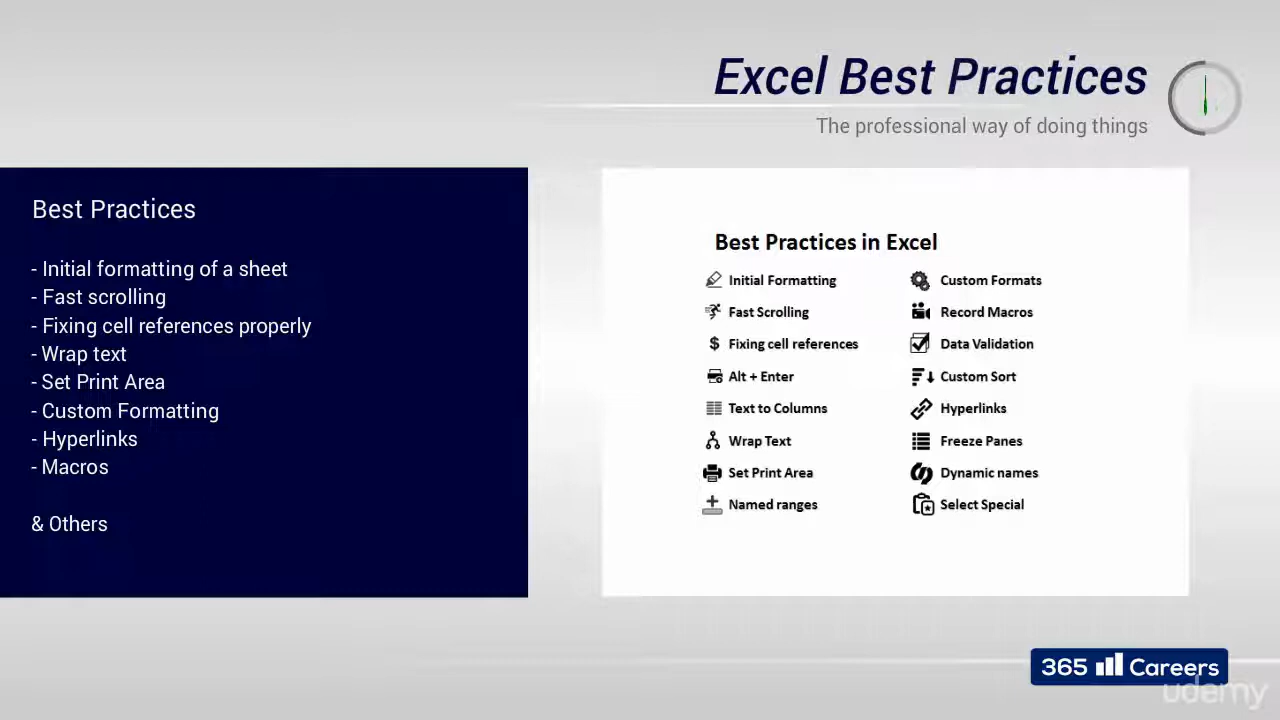 Excel Best Practices
The professional way of doing things
Best Practices
- Initial formatting of a sheet
- Fast scrolling
- Fixing cell references properly
- Wrap text
- Set Print Area
- Custom Formatting
- Hyperlinks
- Macros
& Others
Best Practices in Excel
Initial Formatting
Fast Scrolling
$ Fixing cell references
Alt + Enter
Text to Columns
Wrap Text
Set Print Area
Named ranges
Custom Formats
Record Macros
Data Validation
Custom Sort
Hyperlinks
Freeze Panes
Dynamic names
Select Special
365 Careers
udemy